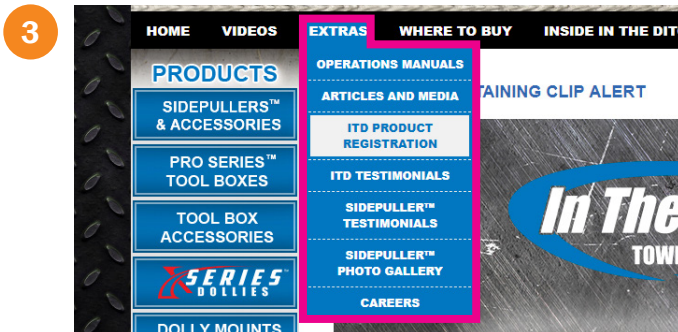 3
HOME VIDEOS EXTRAS WHERE TO BUY INSIDE IN THE DIT
PRODUCTS
SIDEPULLERS™
& ACCESSORIES
PRO SERIES™
TOOL BOXES
TOOL BOX
ACCESSORIES
X SERIES™
DOLLIES
DOLLY MOUNTS
OPERATIONS MANUALS
ARTICLES AND MEDIA
ITD PRODUCT
REGISTRATION
ITD TESTIMONIALS
SIDEPULLER™
TESTIMONIALS
SIDEPULLER™
PHOTO GALLERY
CAREERS
TAINING CLIP ALERT
In The
TOW